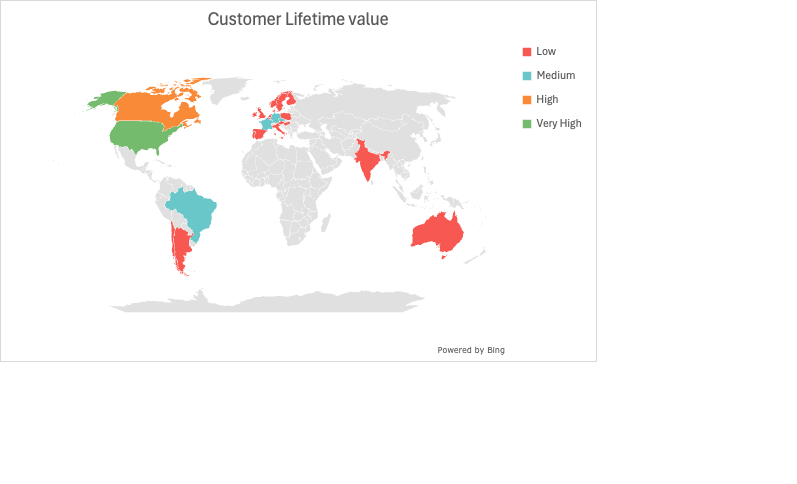 Customer Lifetime value
Low
Medium
High
Very High
Powered by Bing